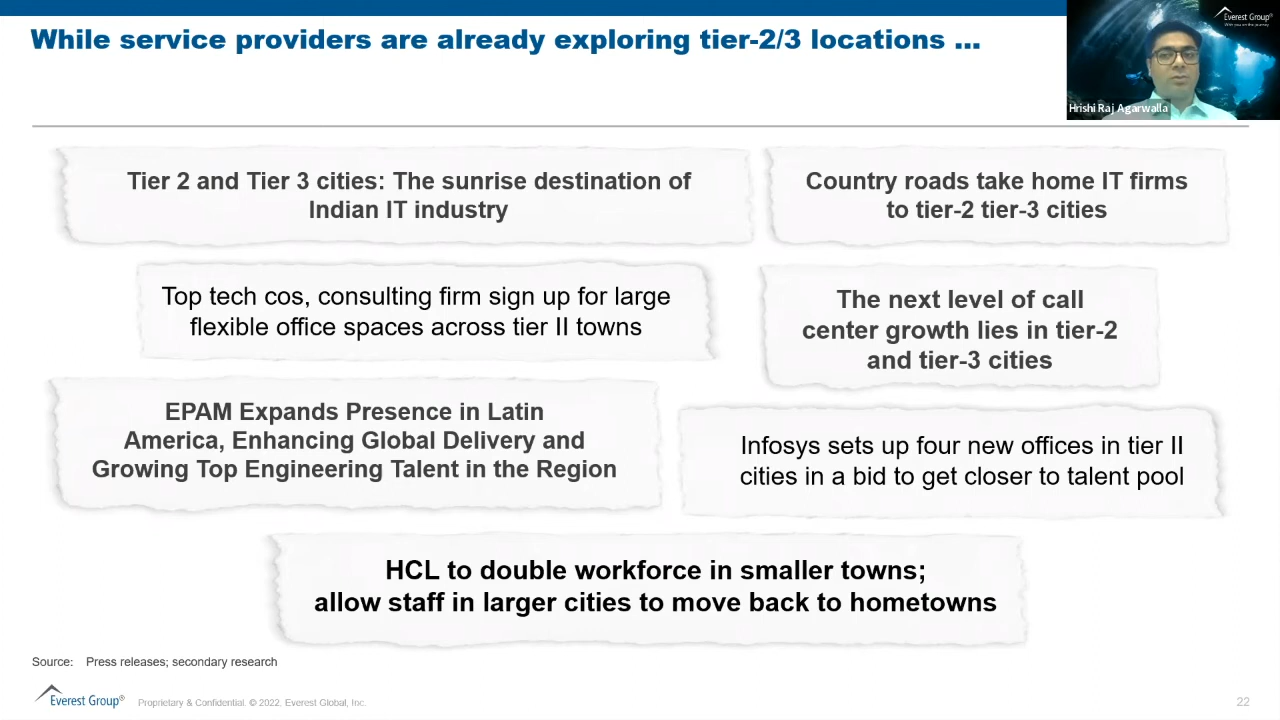 While service providers are already exploring tier-2/3 locations ...
Everest Group®
With you on the journey
Hrishi Raj Agarwalla
Tier 2 and Tier 3 cities: The sunrise destination of
Indian IT industry
Country roads take home IT firms
to tier-2 tier-3 cities
Top tech cos, consulting firm sign up for large
flexible office spaces across tier II towns
The next level of call
center growth lies in tier-2
and tier-3 cities
EPAM Expands Presence in Latin
America, Enhancing Global Delivery and
Growing Top Engineering Talent in the Region
Infosys sets up four new offices in tier II
cities in a bid to get closer to talent pool
HCL to double workforce in smaller towns;
allow staff in larger cities to move back to hometowns
Source: Press releases; secondary research
Everest Group® Proprietary & Confidential. © 2022, Everest Global, Inc.
22